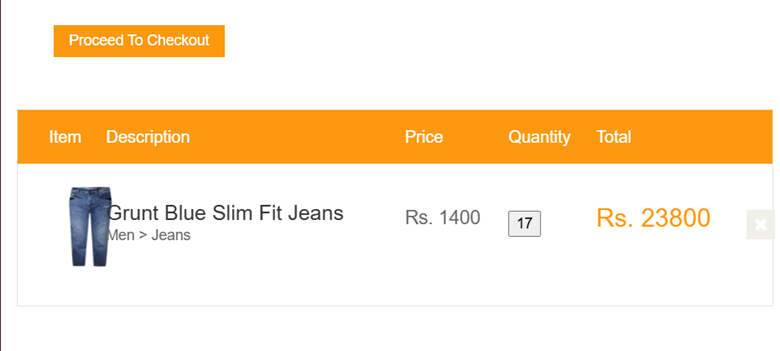 Proceed To Checkout
Item Description Price Quantity Total
Grunt Blue Slim Fit Jeans Rs. 1400 17 Rs. 23800
Men > Jeans